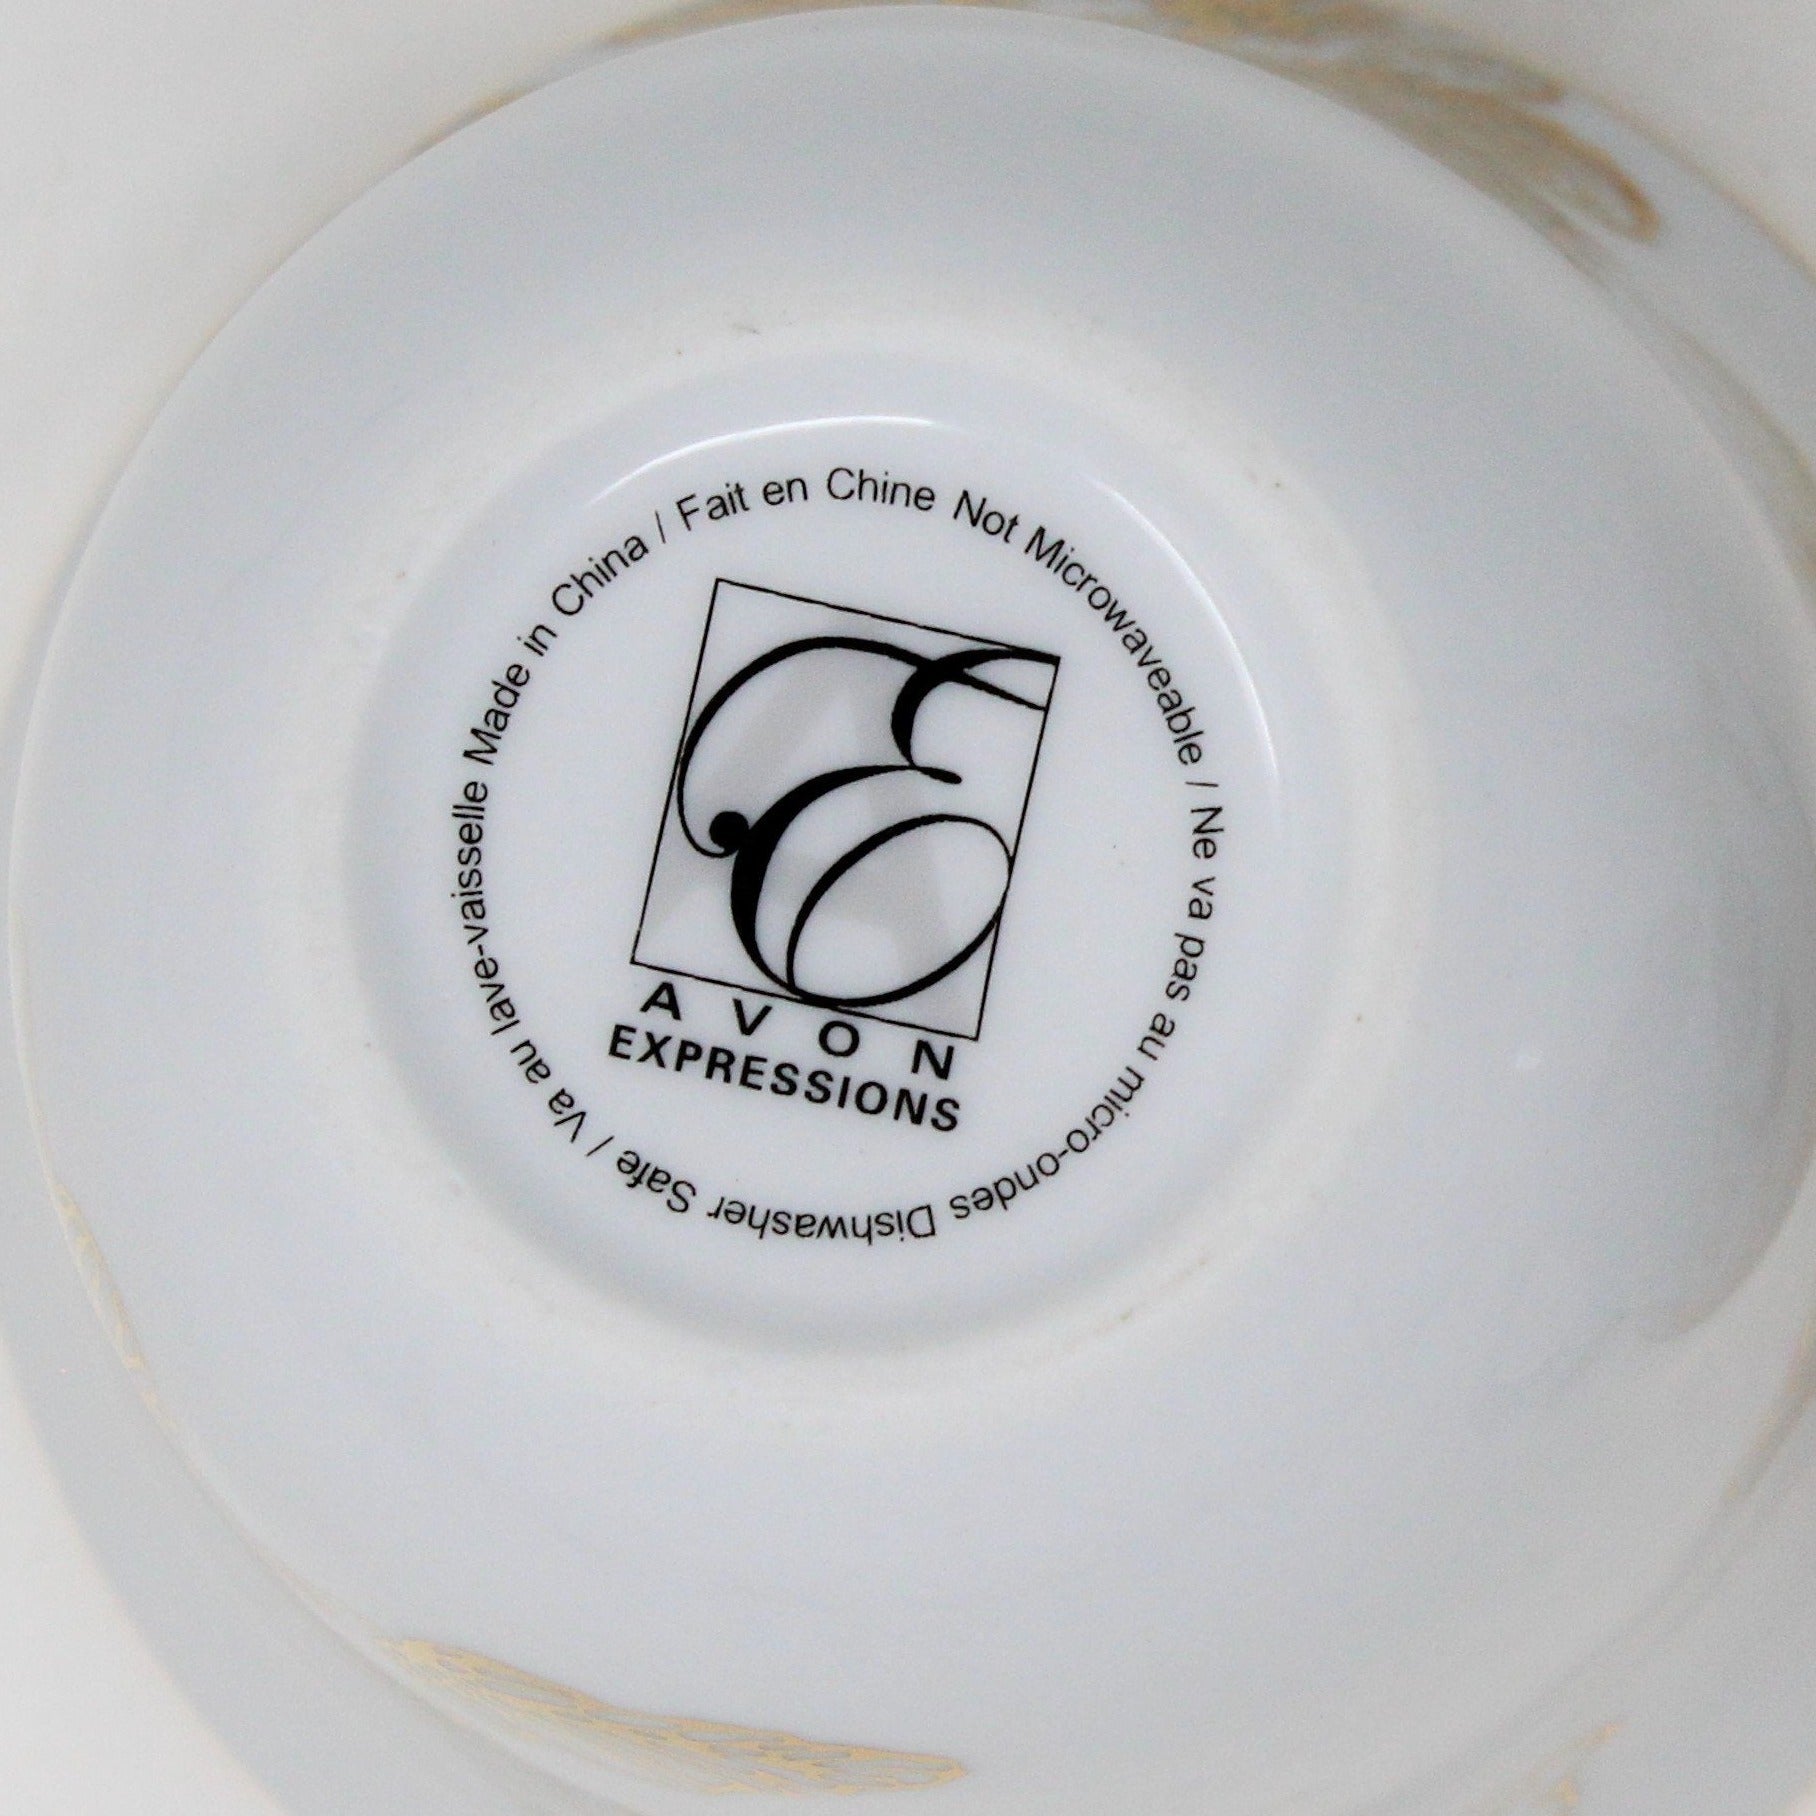 Made in China / Fait en Chine Not Microwaveable / Ne va pas au micro-ondes Dishwasher Safe / Va au lave-vaisselle
E
AVON
EXPRESSIONS